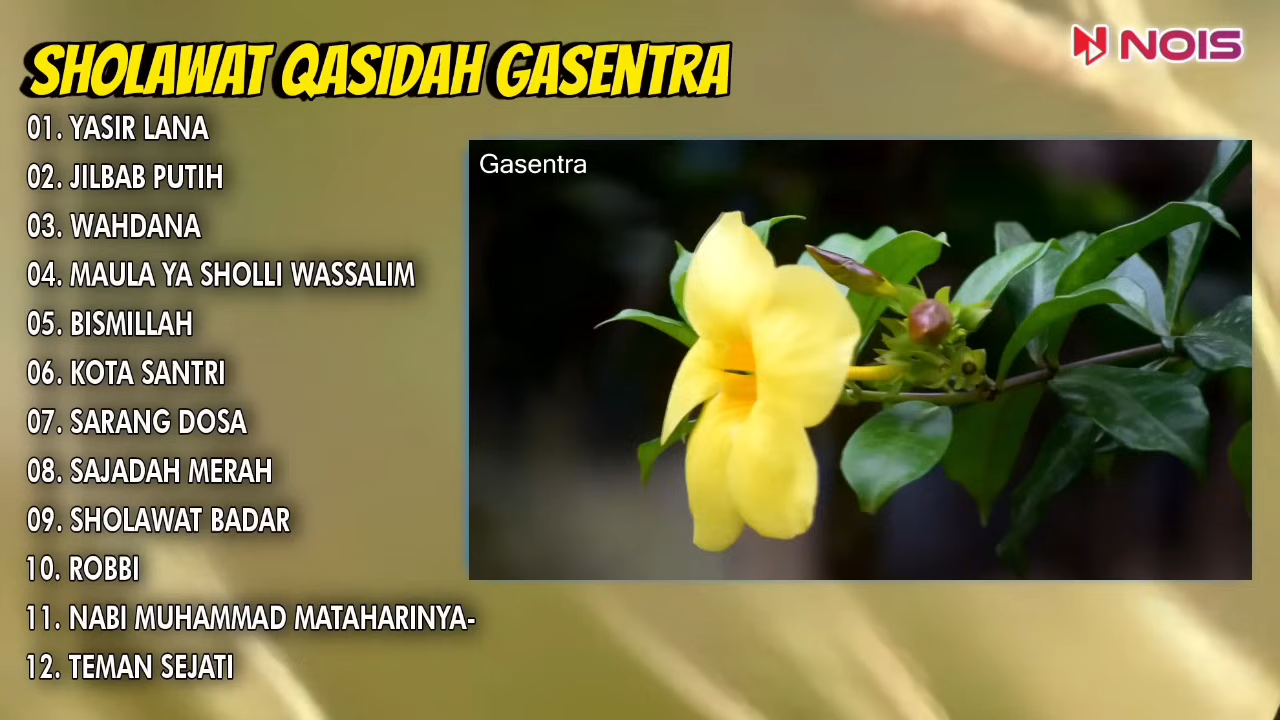 SHOLAWAT QASIDAH GASENTRA
NOIS
01. YASIR LANA
02. JILBAB PUTIH
03. WAHDANA
04. MAULA YA SHOLLI WASSALIM
05. BISMILLAH
06. KOTA SANTRI
07. SARANG DOSA
08. SAJADAH MERAH
09. SHOLAWAT BADAR
10. ROBBI
11. NABI MUHAMMAD MATAHARINYA-
12. TEMAN SEJATI
Gasentra